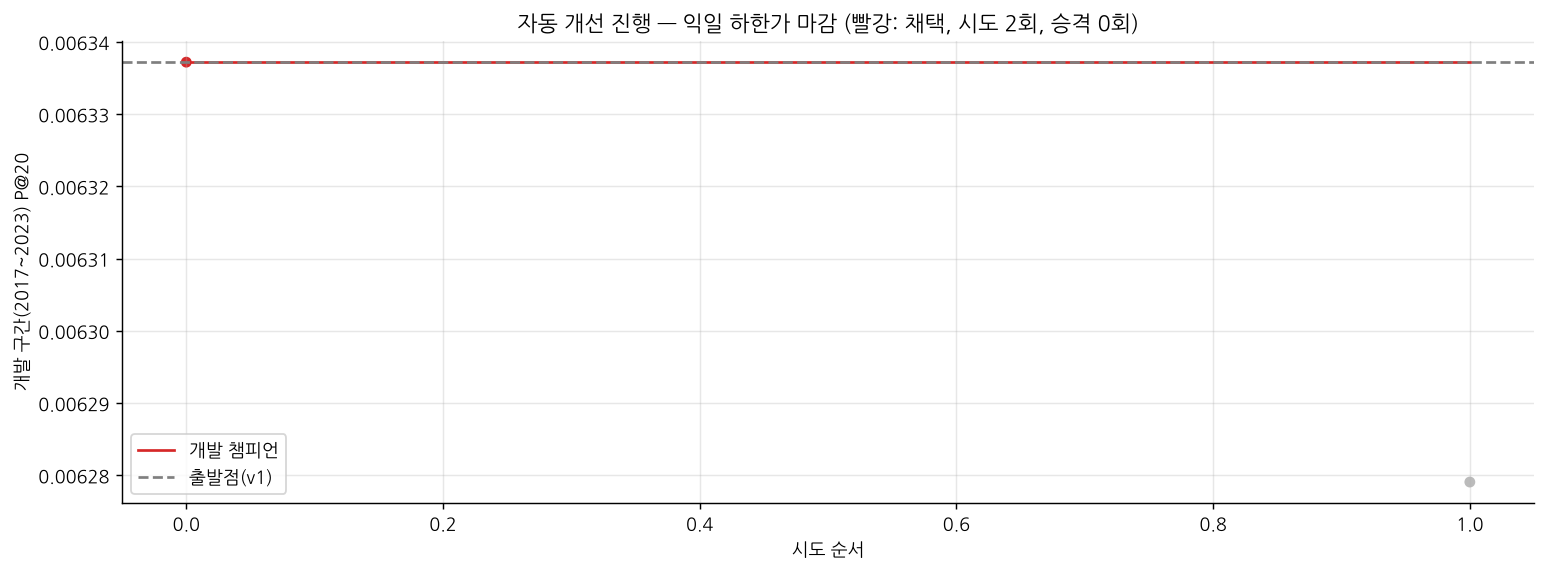 자동 개선 진행 — 익일 하한가 마감 (빨강: 채택, 시도 2회, 승격 0회)
개발 구간(2017~2023) P@20
0.00634
0.00633
0.00632
0.00631
0.00630
0.00629
0.00628
개발 챔피언
출발점(v1)
0.0 0.2 0.4 0.6 0.8 1.0
시도 순서